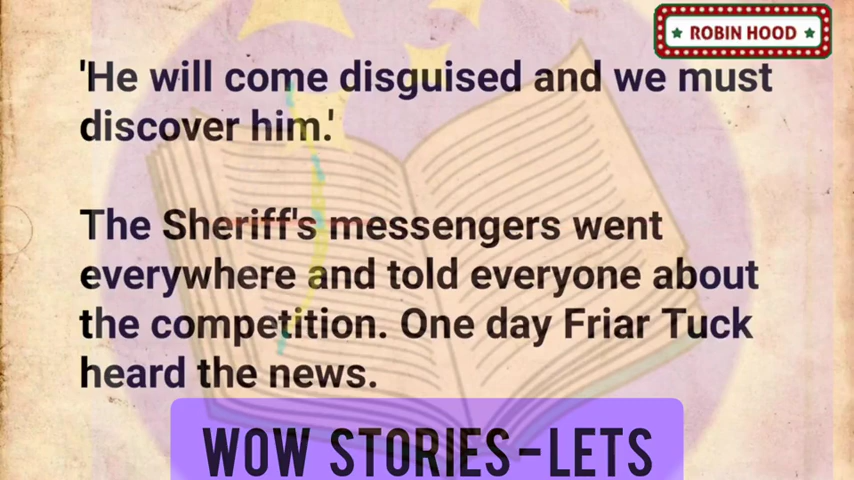 ROBIN HOOD
'He will come disguised and we must
discover him.'
The Sheriff's messengers went
everywhere and told everyone about
the competition. One day Friar Tuck
heard the news.
WOW STORIES-LETS